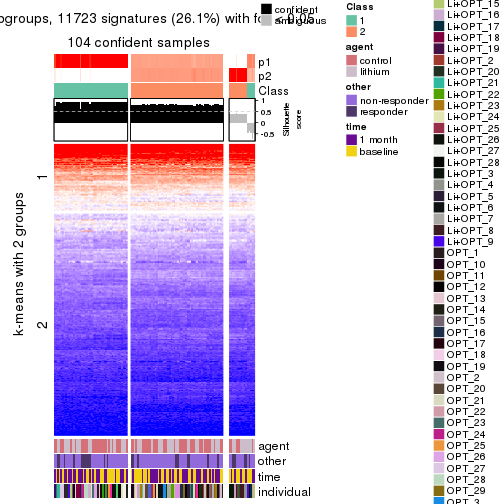 ogroups, 11723 signatures (26.1%) with fd
104 confident samples
p1
p2
Class
1
0.5
0
-0.5
Silhouette
score
k-means with 2 groups
1
2
agent
other
time
individual
confident
ambiguous
Class
1
2
agent
control
lithium
other
non-responder
responder
time
1 month
baseline
Li+OPT_15
Li+OPT_16
Li+OPT_17
Li+OPT_18
Li+OPT_19
Li+OPT_2
Li+OPT_20
Li+OPT_21
Li+OPT_22
Li+OPT_23
Li+OPT_24
Li+OPT_25
Li+OPT_26
Li+OPT_27
Li+OPT_28
Li+OPT_3
Li+OPT_4
Li+OPT_5
Li+OPT_6
Li+OPT_7
Li+OPT_8
Li+OPT_9
OPT_1
OPT_10
OPT_11
OPT_12
OPT_13
OPT_14
OPT_15
OPT_16
OPT_17
OPT_18
OPT_19
OPT_2
OPT_20
OPT_21
OPT_22
OPT_23
OPT_24
OPT_25
OPT_26
OPT_27
OPT_28
OPT_29
OPT_3